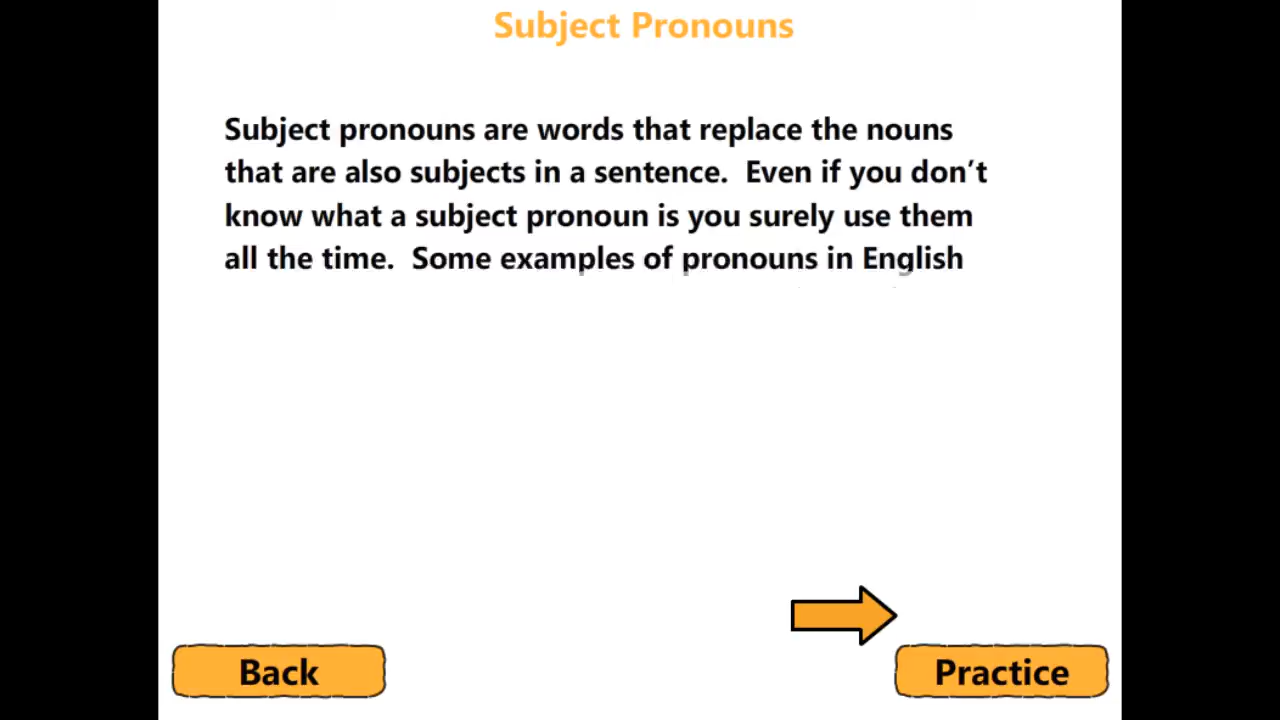 Subject Pronouns
Subject pronouns are words that replace the nouns
that are also subjects in a sentence.  Even if you don’t
know what a subject pronoun is you surely use them
all the time.  Some examples of pronouns in English
Back
Practice